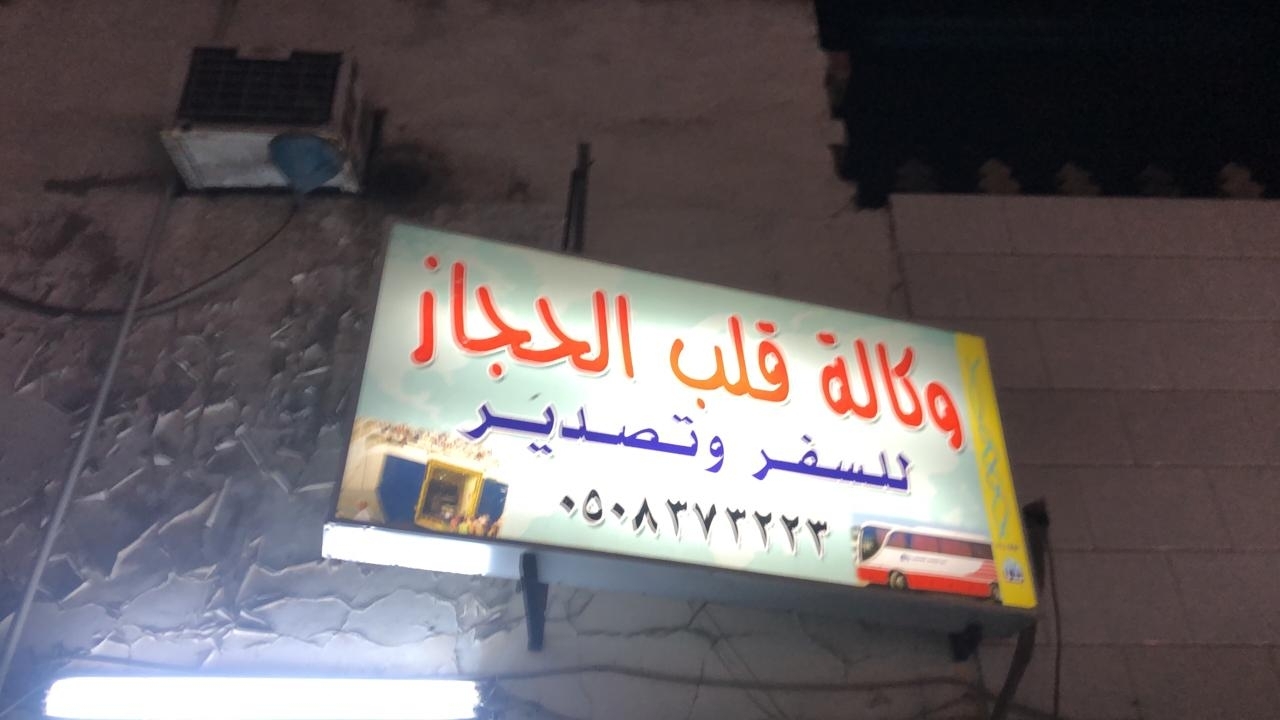 وكالة قلب الحجاز
للسفر وتصدير
٠٥٠٨٣٧٣٢٢٣